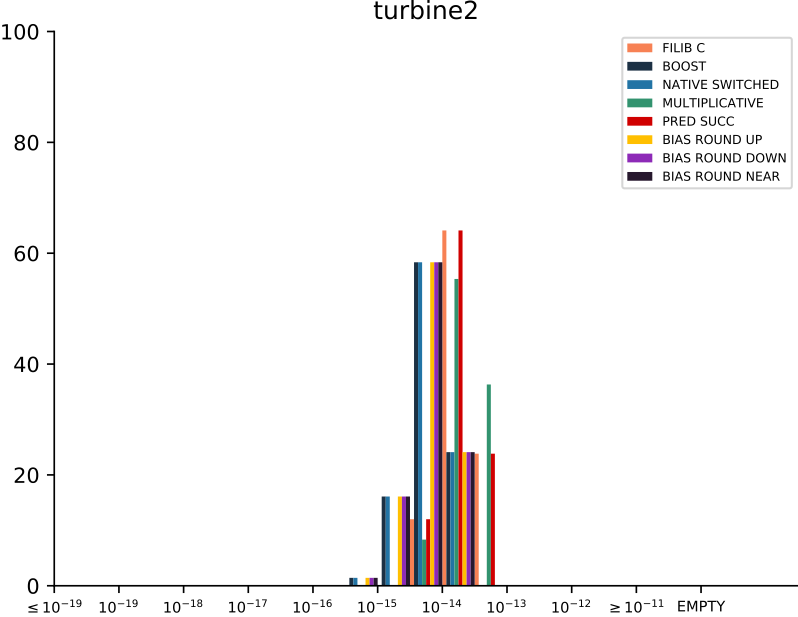 turbine2
FILIB C
BOOST
NATIVE SWITCHED
MULTIPLICATIVE
PRED SUCC
BIAS ROUND UP
BIAS ROUND DOWN
BIAS ROUND NEAR
100
80
60
40
20
0
≤10⁻¹⁹ 10⁻¹⁹ 10⁻¹⁸ 10⁻¹⁷ 10⁻¹⁶ 10⁻¹⁵ 10⁻¹⁴ 10⁻¹³ 10⁻¹² ≥10⁻¹¹ EMPTY